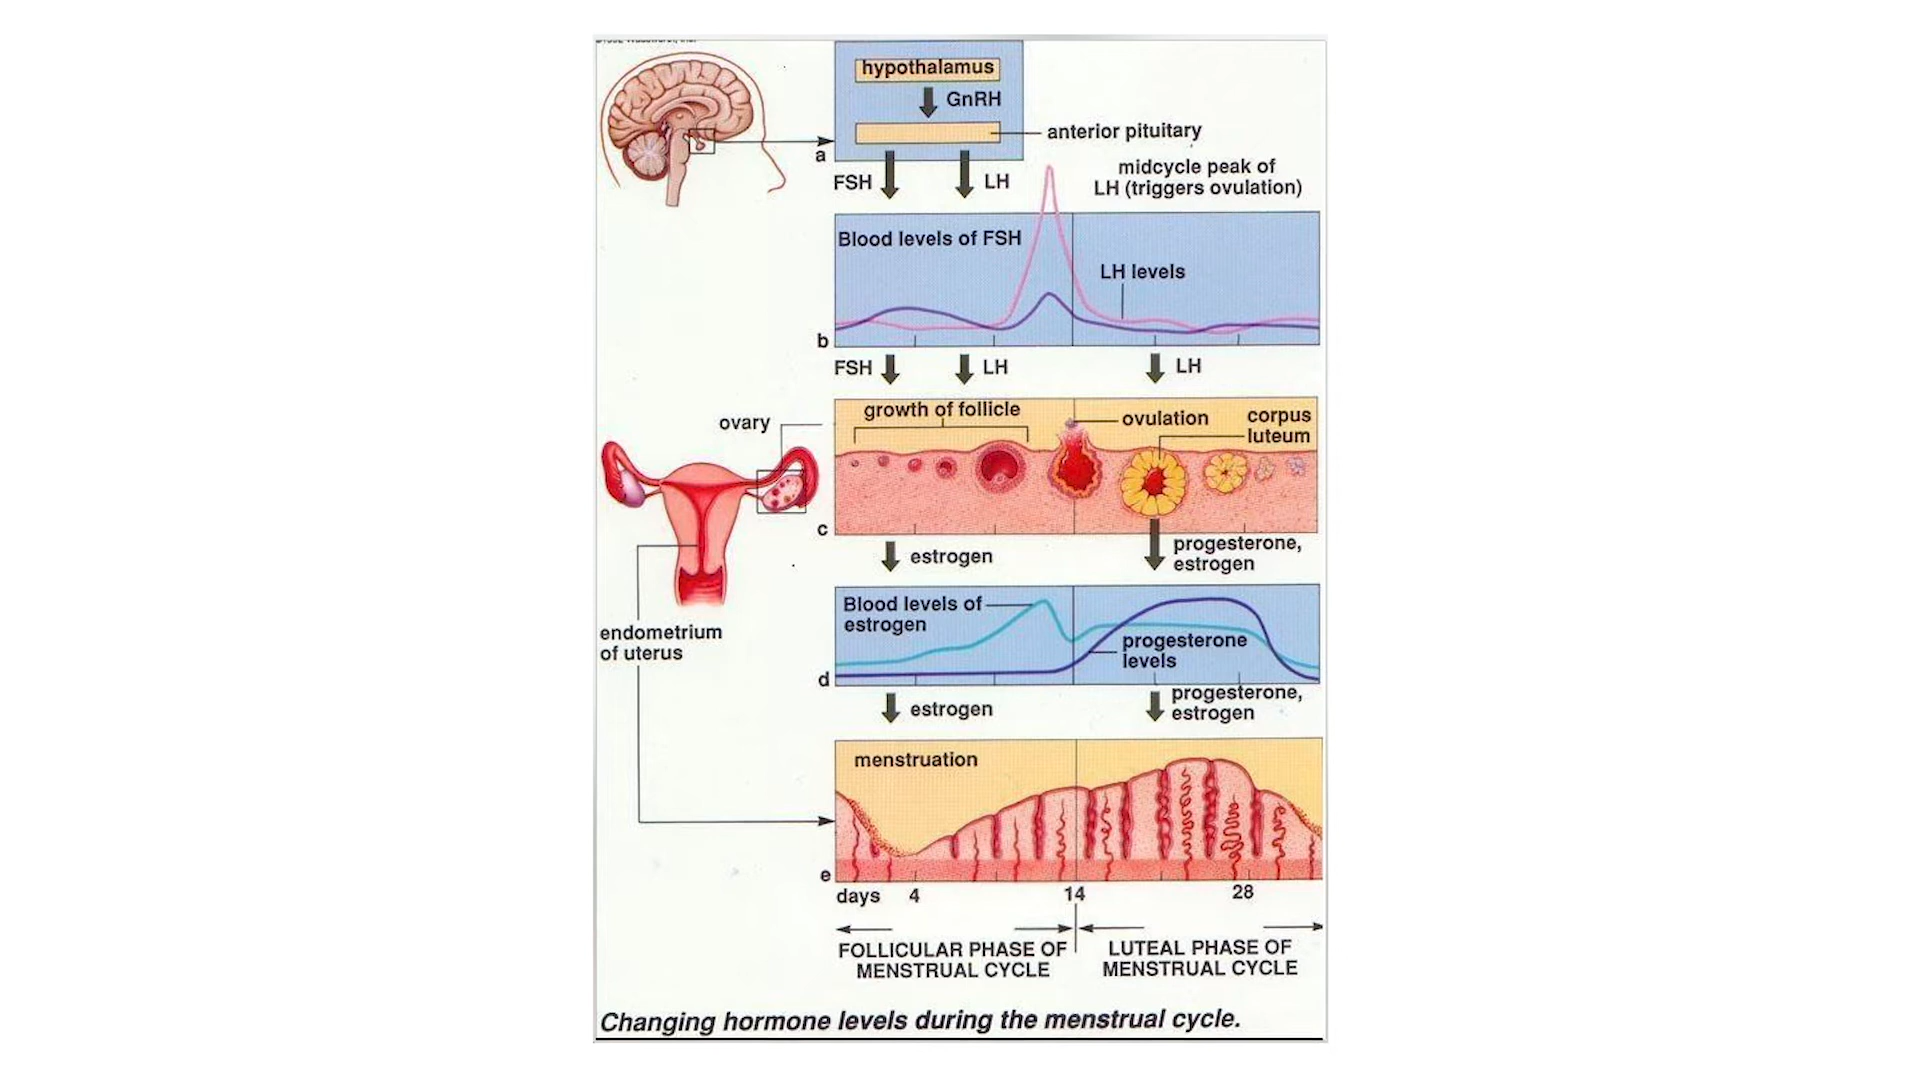 hypothalamus
GnRH
anterior pituitary
a
FSH
LH
midcycle peak of
LH (triggers ovulation)
Blood levels of FSH
LH levels
b
FSH
LH
LH
ovary
growth of follicle
ovulation
corpus
luteum
c
estrogen
progesterone,
estrogen
Blood levels of
estrogen
progesterone
levels
endometrium
of uterus
d
estrogen
progesterone,
estrogen
menstruation
e
days 4 14 28
FOLLICULAR PHASE OF
MENSTRUAL CYCLE
LUTEAL PHASE OF
MENSTRUAL CYCLE
Changing hormone levels during the menstrual cycle.